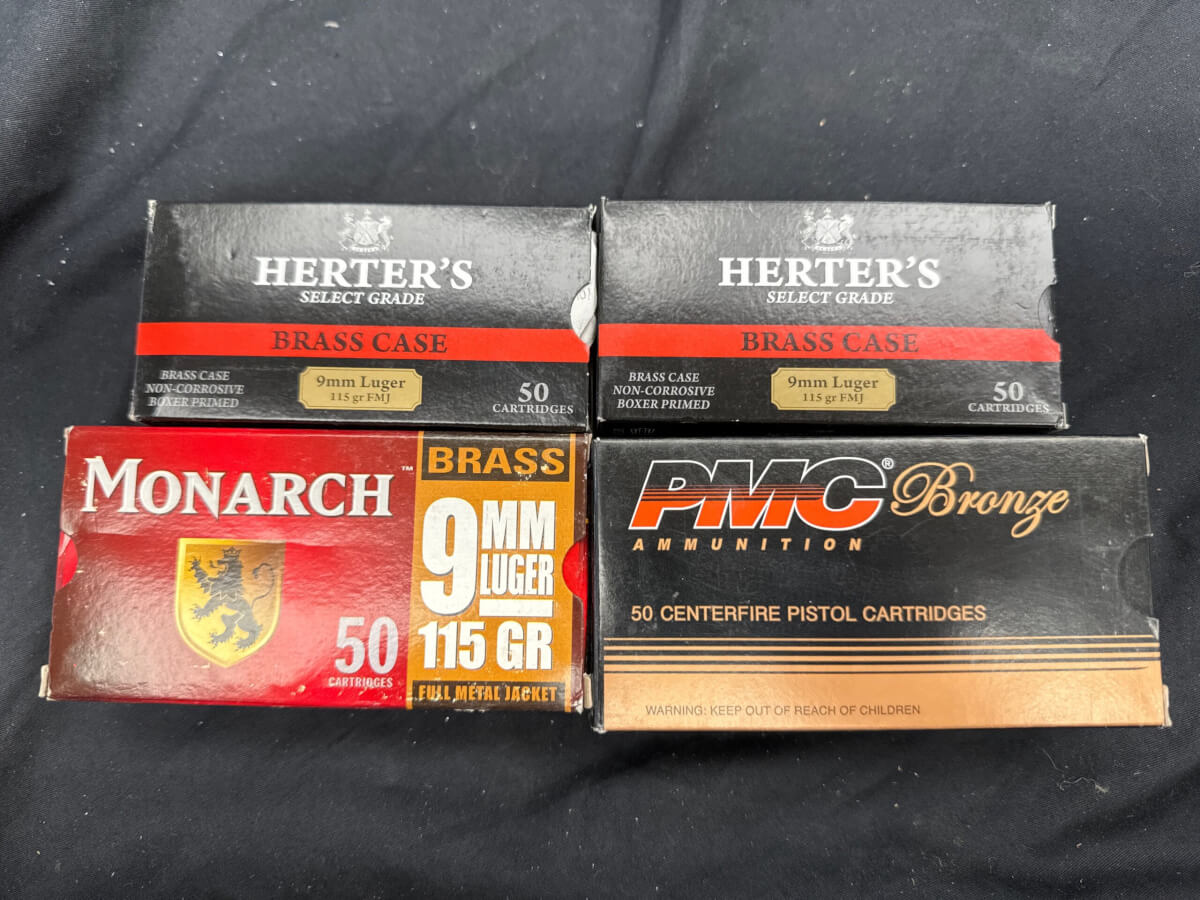 HERTER'S
SELECT GRADE
BRASS CASE
BRASS CASE
NON-CORROSIVE
BOXER PRIMED
9mm Luger
115 gr FMJ
50
CARTRIDGES
HERTER'S
SELECT GRADE
BRASS CASE
BRASS CASE
NON-CORROSIVE
BOXER PRIMED
9mm Luger
115 gr FMJ
50
CARTRIDGES
MONARCH™
50
CARTRIDGES
BRASS
9MM
LUGER
115 GR
FULL METAL JACKET
PMC® Bronze
AMMUNITION
50 CENTERFIRE PISTOL CARTRIDGES
WARNING: KEEP OUT OF REACH OF CHILDREN